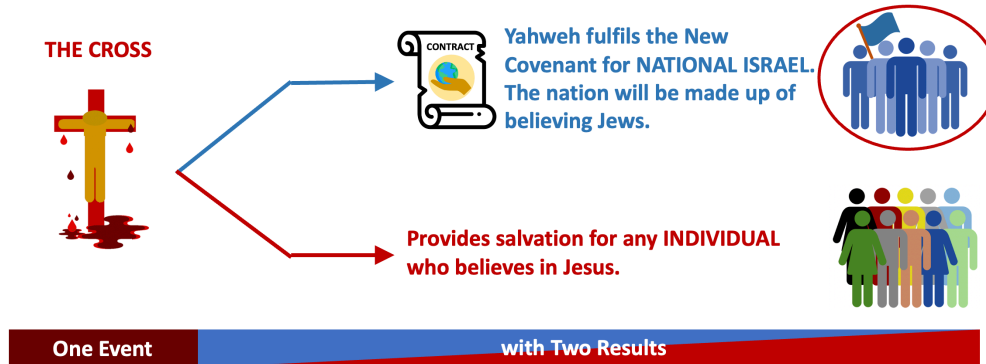 THE CROSS
CONTRACT
Yahweh fulfils the New
Covenant for NATIONAL ISRAEL.
The nation will be made up of
believing Jews.
Provides salvation for any INDIVIDUAL
who believes in Jesus.
One Event
with Two Results